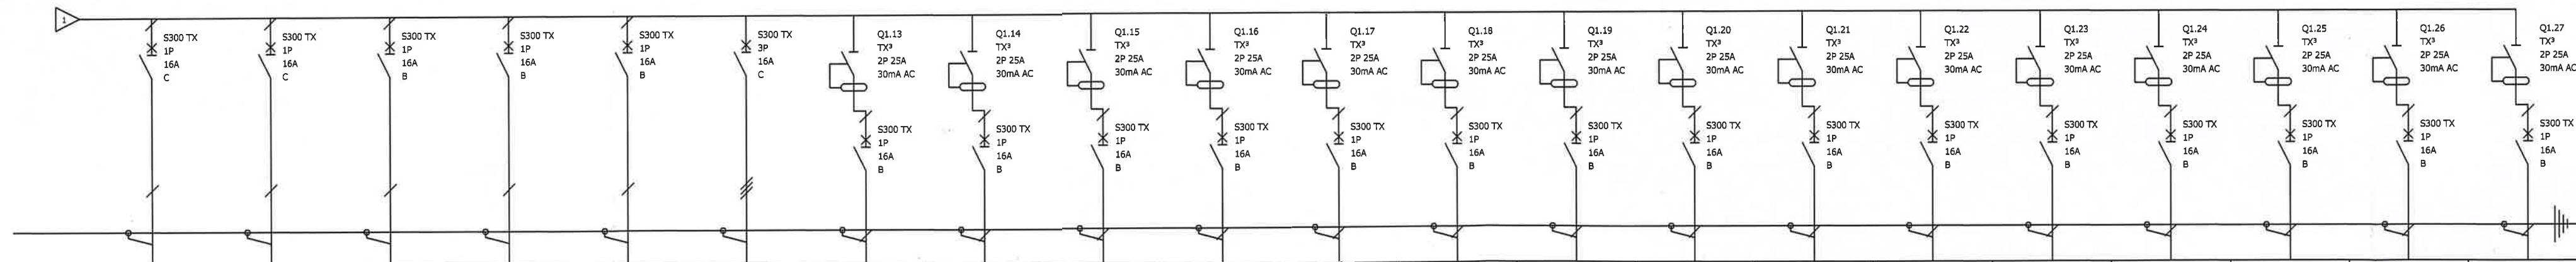 1
S300 TX
1P
16A
C
S300 TX
1P
16A
C
S300 TX
1P
16A
B
S300 TX
1P
16A
B
S300 TX
1P
16A
B
S300 TX
3P
16A
C
Q1.13
TX³
2P 25A
30mA AC
S300 TX
1P
16A
B
Q1.14
TX³
2P 25A
30mA AC
S300 TX
1P
16A
B
Q1.15
TX³
2P 25A
30mA AC
S300 TX
1P
16A
B
Q1.16
TX³
2P 25A
30mA AC
S300 TX
1P
16A
B
Q1.17
TX³
2P 25A
30mA AC
S300 TX
1P
16A
B
Q1.18
TX³
2P 25A
30mA AC
S300 TX
1P
16A
B
Q1.19
TX³
2P 25A
30mA AC
S300 TX
1P
16A
B
Q1.20
TX³
2P 25A
30mA AC
S300 TX
1P
16A
B
Q1.21
TX³
2P 25A
30mA AC
S300 TX
1P
16A
B
Q1.22
TX³
2P 25A
30mA AC
S300 TX
1P
16A
B
Q1.23
TX³
2P 25A
30mA AC
S300 TX
1P
16A
B
Q1.24
TX³
2P 25A
30mA AC
S300 TX
1P
16A
B
Q1.25
TX³
2P 25A
30mA AC
S300 TX
1P
16A
B
Q1.26
TX³
2P 25A
30mA AC
S300 TX
1P
16A
B
Q1.27
TX³
2P 25A
30mA AC
S300 TX
1P
16A
B